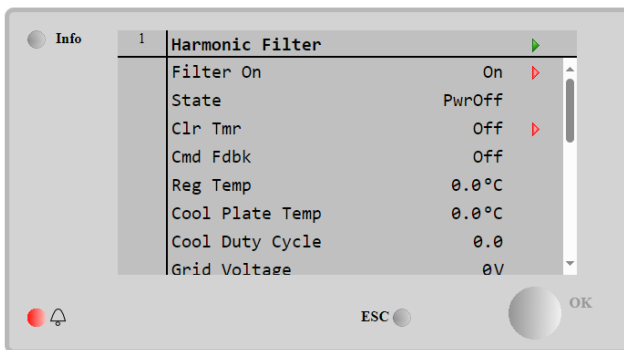 Info
1 Harmonic Filter
Filter On On
State PwrOff
Clr Tmr Off
Cmd Fdbk Off
Reg Temp 0.0°C
Cool Plate Temp 0.0°C
Cool Duty Cycle 0.0
Grid Voltage 0V
ESC OK